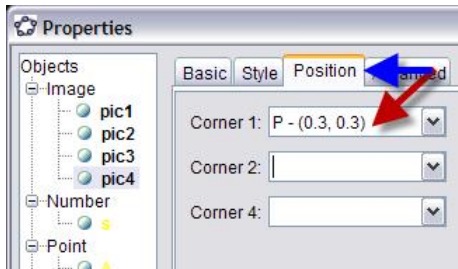 Properties
Objects
Image
pic1
pic2
pic3
pic4
Number
s
Point
Basic Style Position
Corner 1: P - (0.3, 0.3)
Corner 2:
Corner 4: